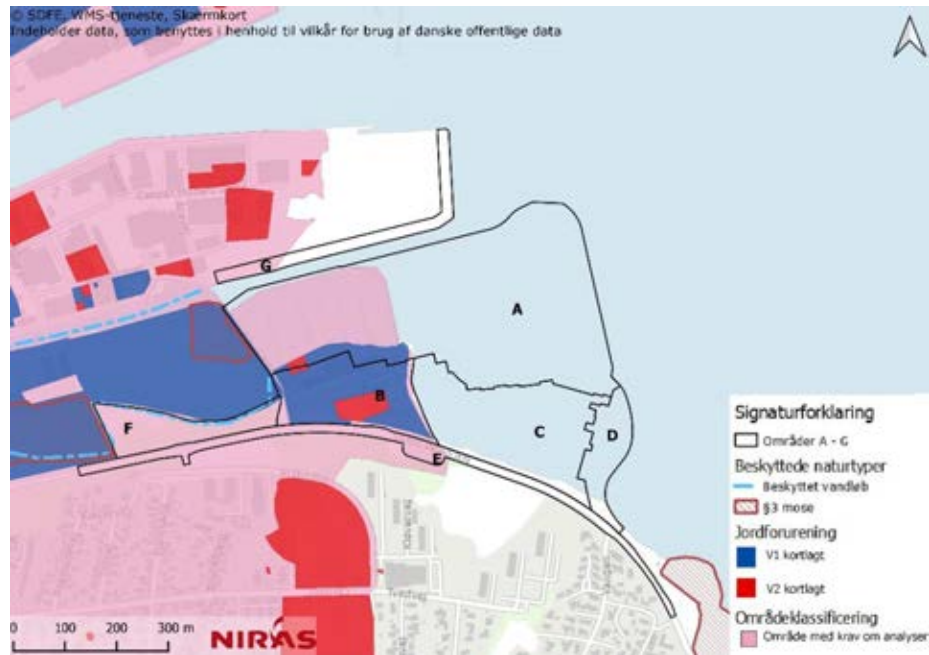 © SDFE, WMS-tjeneste, Skærmkort
Indeholder data, som benyttes i henhold til vilkår for brug af danske offentlige data
G
A
B
C
D
F
E
Signaturforklaring
Områder A - G
Beskyttede naturtyper
Beskyttet vandløb
§3 mose
Jordforurening
V1 kortlagt
V2 kortlagt
Områdeklassificering
Område med krav om analyser
0 100 200 300 m
NIRAS